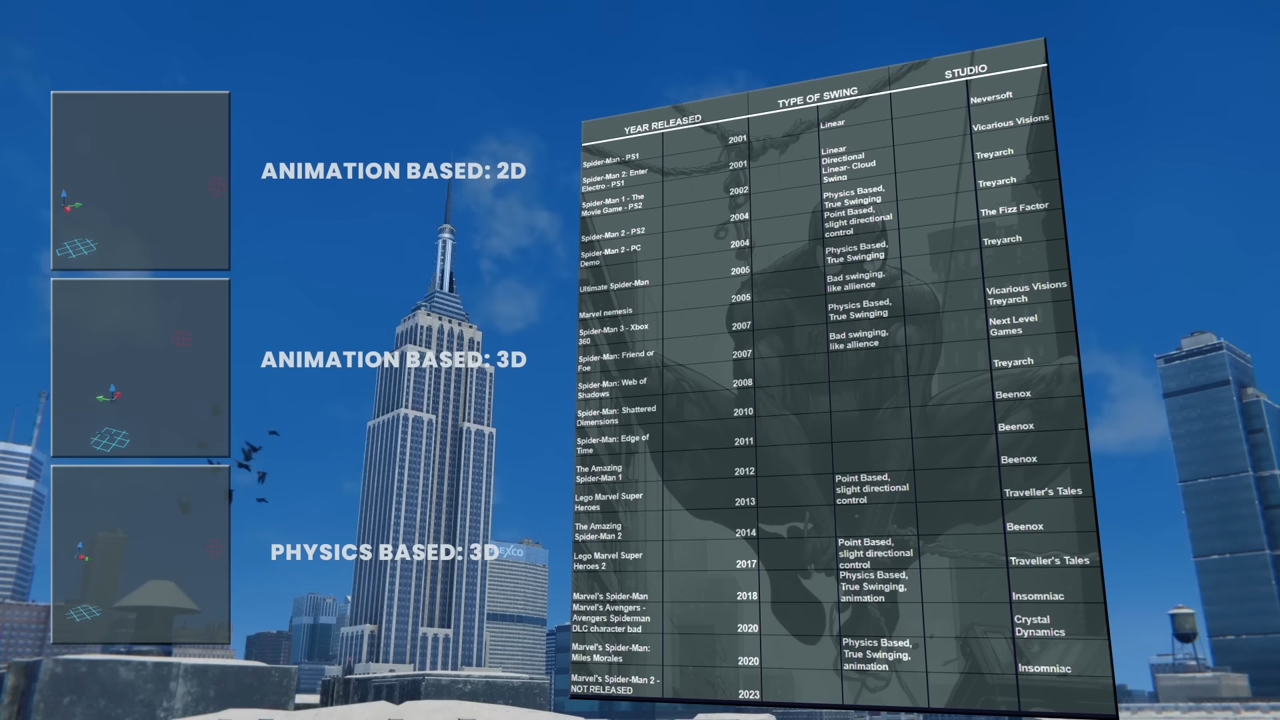 ANIMATION BASED: 2D
ANIMATION BASED: 3D
PHYSICS BASED: 3D
EXCO
YEAR RELEASED
TYPE OF SWING
STUDIO
Spider-Man - PS1
2001
Linear
Neversoft
Spider-Man 2: Enter
Electro - PS1
2001
Linear
Directional
Vicarious Visions
Spider-Man 1 - The
Movie Game - PS2
2002
Linear- Cloud
Swing
Treyarch
Spider-Man 2 - PS2
2004
Physics Based,
True Swinging
Treyarch
Spider-Man 2 - PC
Demo
2004
Point Based,
slight directional
control
The Fizz Factor
Ultimate Spider-Man
2005
Physics Based,
True Swinging
Treyarch
Marvel nemesis
2005
Bad swinging,
like allience
Spider-Man 3 - Xbox
360
2007
Physics Based,
True Swinging
Vicarious Visions
Treyarch
Spider-Man: Friend or
Foe
2007
Bad swinging,
like allience
Next Level
Games
Spider-Man: Web of
Shadows
2008
Treyarch
Spider-Man: Shattered
Dimensions
2010
Beenox
Spider-Man: Edge of
Time
2011
Beenox
The Amazing
Spider-Man 1
2012
Beenox
Lego Marvel Super
Heroes
2013
Point Based,
slight directional
control
Traveller's Tales
The Amazing
Spider-Man 2
2014
Beenox
Lego Marvel Super
Heroes 2
2017
Point Based,
slight directional
control
Traveller's Tales
Marvel's Spider-Man
2018
Physics Based,
True Swinging,
animation
Insomniac
Marvel's Avengers -
Avengers Spiderman
DLC character bad
2020
Crystal
Dynamics
Marvel's Spider-Man:
Miles Morales
2020
Physics Based,
True Swinging,
animation
Insomniac
Marvel's Spider-Man 2 -
NOT RELEASED
2023